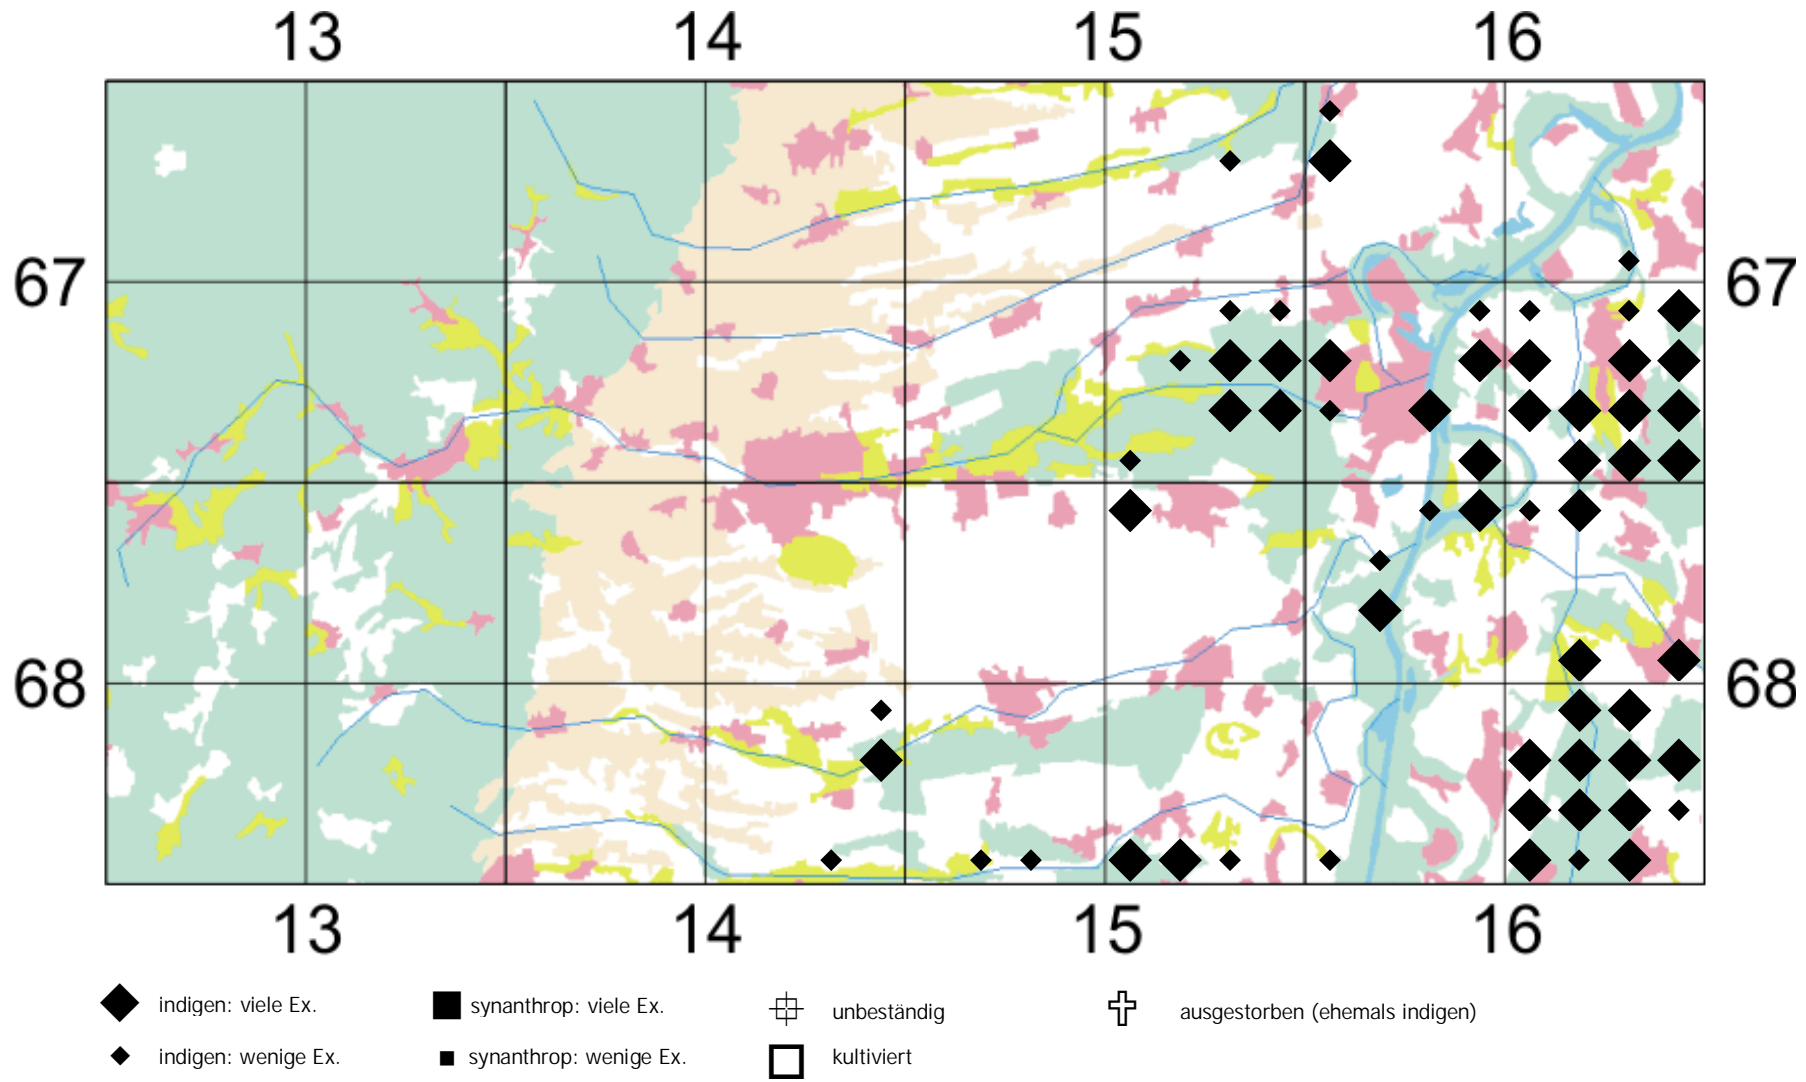 13 14 15 16
67 67
68 68
13 14 15 16
indigen: viele Ex. synanthrop: viele Ex. unbeständig ausgestorben (ehemals indigen)
indigen: wenige Ex. synanthrop: wenige Ex. kultiviert